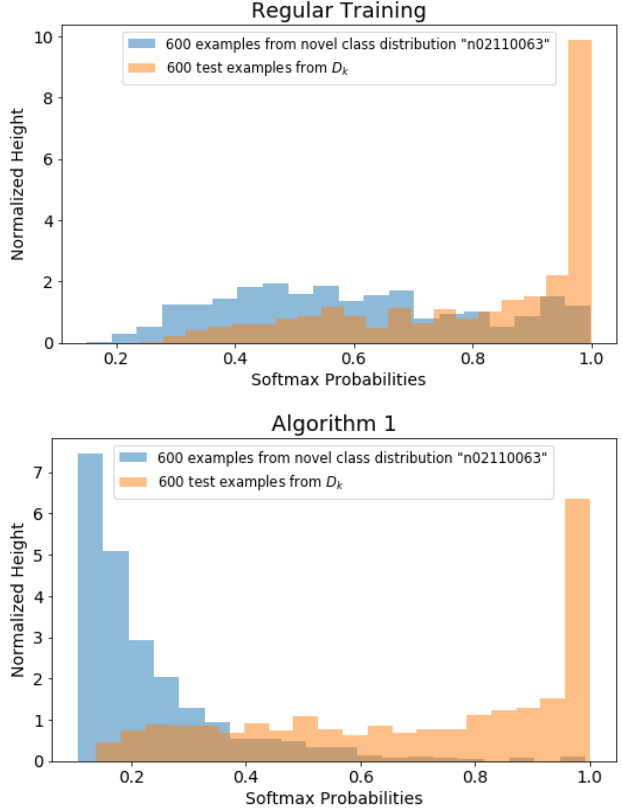 Regular Training
10
8
6
4
2
0
Normalized Height
600 examples from novel class distribution "n02110063"
600 test examples from Dₖ
0.2 0.4 0.6 0.8 1.0
Softmax Probabilities
Algorithm 1
7
6
5
4
3
2
1
0
Normalized Height
600 examples from novel class distribution "n02110063"
600 test examples from Dₖ
0.2 0.4 0.6 0.8 1.0
Softmax Probabilities